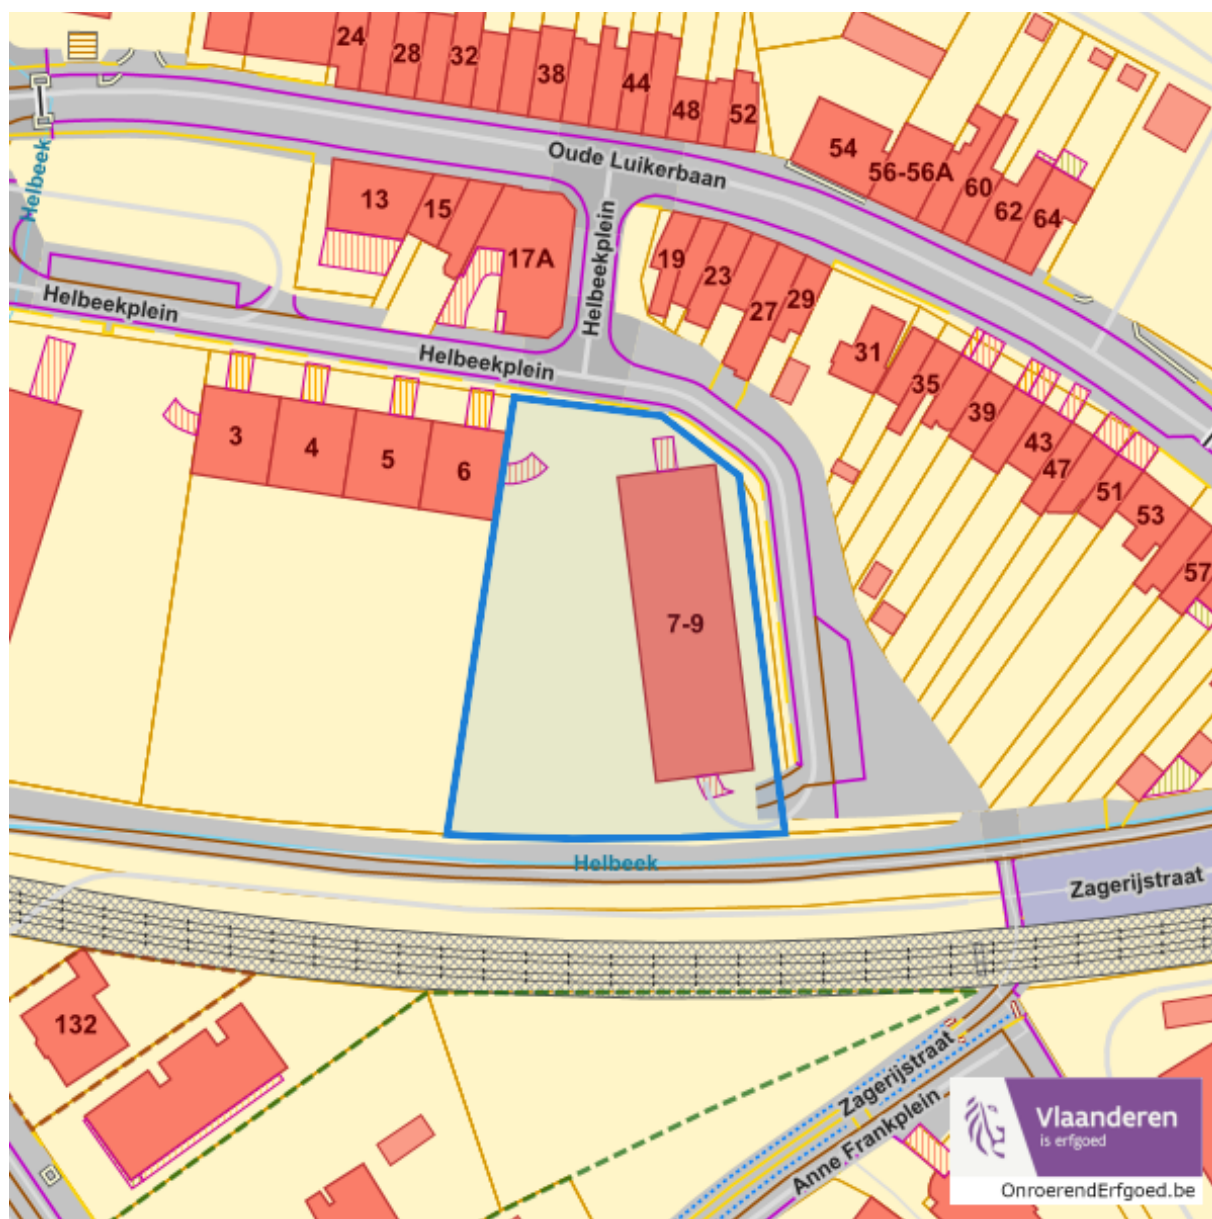 24
28
32
38
44
48
52
54
56-56A
60
62
64
Oude Luikerbaan
Helbeek
13
15
17A
Helbeekplein
19
23
27
29
31
35
39
43
47
51
53
57
Helbeekplein
Helbeekplein
3
4
5
6
7-9
Helbeek
Zagerijstraat
132
Zagerijstraat
Anne Frankplein
Vlaanderen
is erfgoed
OnroerendErfgoed.be